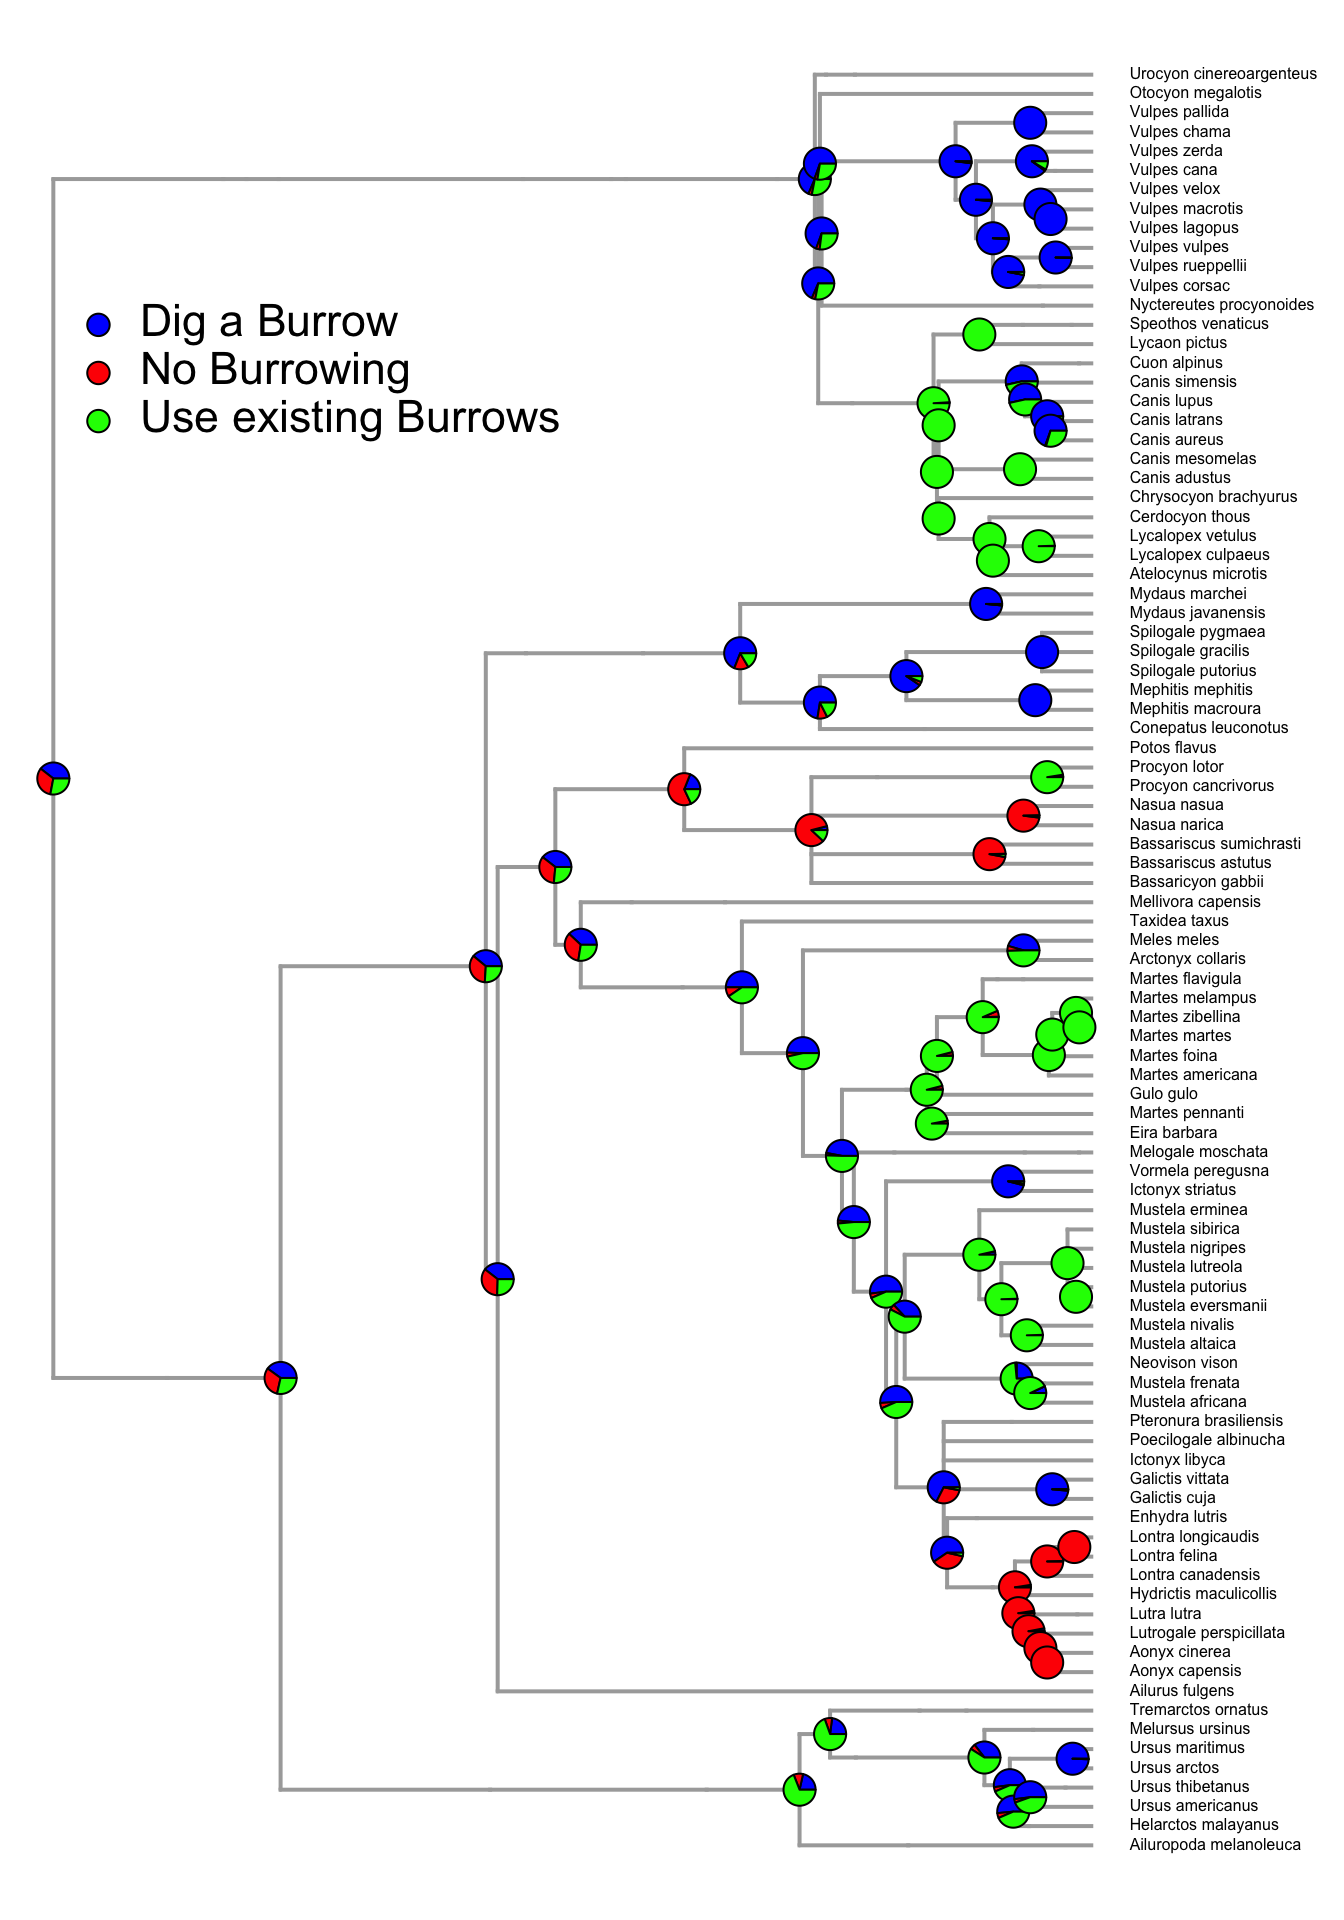 Urocyon cinereoargenteus
Otocyon megalotis
Vulpes pallida
Vulpes chama
Vulpes zerda
Vulpes cana
Vulpes velox
Vulpes macrotis
Vulpes lagopus
Vulpes vulpes
Vulpes rueppellii
Vulpes corsac
Nyctereutes procyonoides
Dig a Burrow
No Burrowing
Use existing Burrows
Speothos venaticus
Lycaon pictus
Cuon alpinus
Canis simensis
Canis lupus
Canis latrans
Canis aureus
Canis mesomelas
Canis adustus
Chrysocyon brachyurus
Cerdocyon thous
Lycalopex vetulus
Lycalopex culpaeus
Atelocynus microtis
Mydaus marchei
Mydaus javanensis
Spilogale pygmaea
Spilogale gracilis
Spilogale putorius
Mephitis mephitis
Mephitis macroura
Conepatus leuconotus
Potos flavus
Procyon lotor
Procyon cancrivorus
Nasua nasua
Nasua narica
Bassariscus sumichrasti
Bassariscus astutus
Bassaricyon gabbii
Mellivora capensis
Taxidea taxus
Meles meles
Arctonyx collaris
Martes flavigula
Martes melampus
Martes zibellina
Martes martes
Martes foina
Martes americana
Gulo gulo
Martes pennanti
Eira barbara
Melogale moschata
Vormela peregusna
Ictonyx striatus
Mustela erminea
Mustela sibirica
Mustela nigripes
Mustela lutreola
Mustela putorius
Mustela eversmanii
Mustela nivalis
Mustela altaica
Neovison vison
Mustela frenata
Mustela africana
Pteronura brasiliensis
Poecilogale albinucha
Ictonyx libyca
Galictis vittata
Galictis cuja
Enhydra lutris
Lontra longicaudis
Lontra felina
Lontra canadensis
Hydrictis maculicollis
Lutra lutra
Lutrogale perspicillata
Aonyx cinerea
Aonyx capensis
Ailurus fulgens
Tremarctos ornatus
Melursus ursinus
Ursus maritimus
Ursus arctos
Ursus thibetanus
Ursus americanus
Helarctos malayanus
Ailuropoda melanoleuca